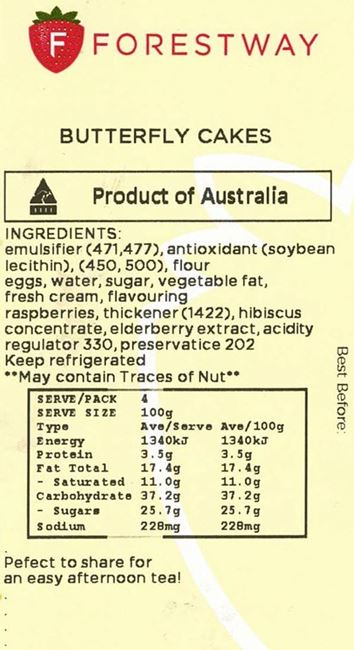 F FORESTWAY
BUTTERFLY CAKES
Product of Australia
INGREDIENTS:
emulsifier (471,477), antioxidant (soybean
lecithin), (450, 500), flour
eggs, water, sugar, vegetable fat,
fresh cream, flavouring
raspberries, thickener (1422), hibiscus
concentrate, elderberry extract, acidity
regulator 330, preservatice 202
Keep refrigerated
**May contain Traces of Nut**
Best Before:
SERVE/PACK 4
SERVE SIZE 100g
Type Ave/Serve Ave/100g
Energy 1340kJ 1340kJ
Protein 3.5g 3.5g
Fat Total 17.4g 17.4g
- Saturated 11.0g 11.0g
Carbohydrate 37.2g 37.2g
- Sugars 25.7g 25.7g
Sodium 228mg 228mg
Pefect to share for
an easy afternoon tea!